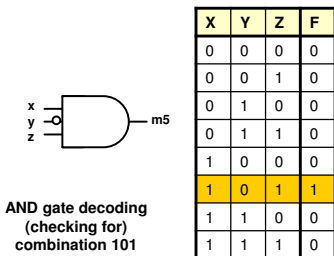 x
y
z
m5
AND gate decoding
(checking for)
combination 101
X Y Z F
0 0 0 0
0 0 1 0
0 1 0 0
0 1 1 0
1 0 0 0
1 0 1 1
1 1 0 0
1 1 1 0